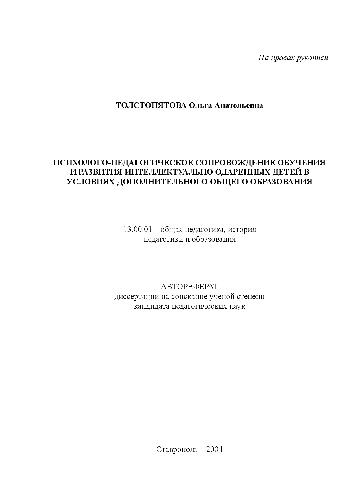 На правах рукописи
ТОЛСТОПЯТОВА Ольга Анатольевна
ПСИХОЛОГО-ПЕДАГОГИЧЕСКОЕ СОПРОВОЖДЕНИЕ ОБУЧЕНИЯ
И РАЗВИТИЯ ИНТЕЛЛЕКТУАЛЬНО ОДАРЕННЫХ ДЕТЕЙ В
УСЛОВИЯХ ДОПОЛНИТЕЛЬНОГО ОБЩЕГО ОБРАЗОВАНИЯ
13.00.01 – общая педагогика, история
педагогики и образования
АВТОРЕФЕРАТ
диссертации на соискание ученой степени
кандидата педагогических наук
Ставрополь –